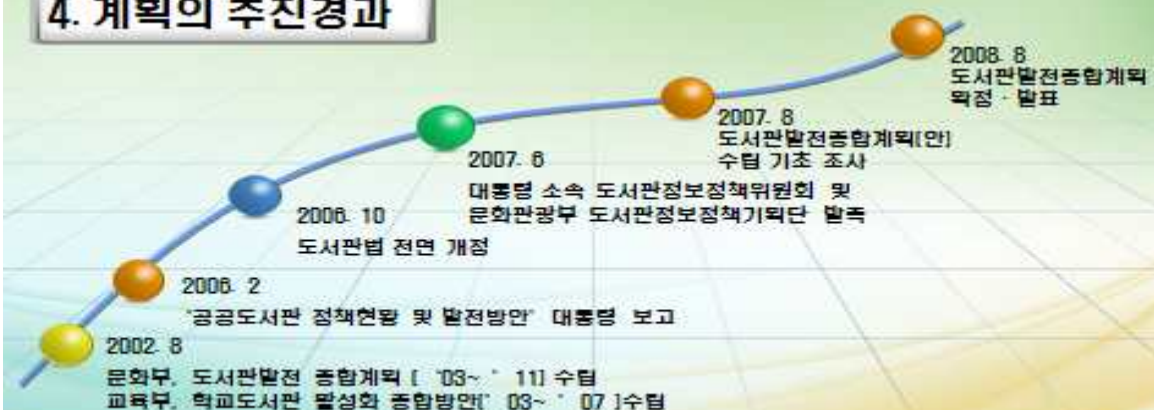 4. 계획의 추진경과
2008. 8
도서관발전종합계획
확정 · 발표
2007. 8
도서관발전종합계획[안]
수립 기초 조사
2007. 6
대통령 소속 도서관정보정책위원회 및
문화관광부 도서관정보정책기획단 발족
2006. 10
도서관법 전면 개정
2006. 2
'공공도서관 정책현황 및 발전방안' 대통령 보고
2002. 8
문화부, 도서관발전 종합계획 [ '03~ ' 11] 수립
교육부, 학교도서관 활성화 종합방안[' 03~ ' 07 ]수립